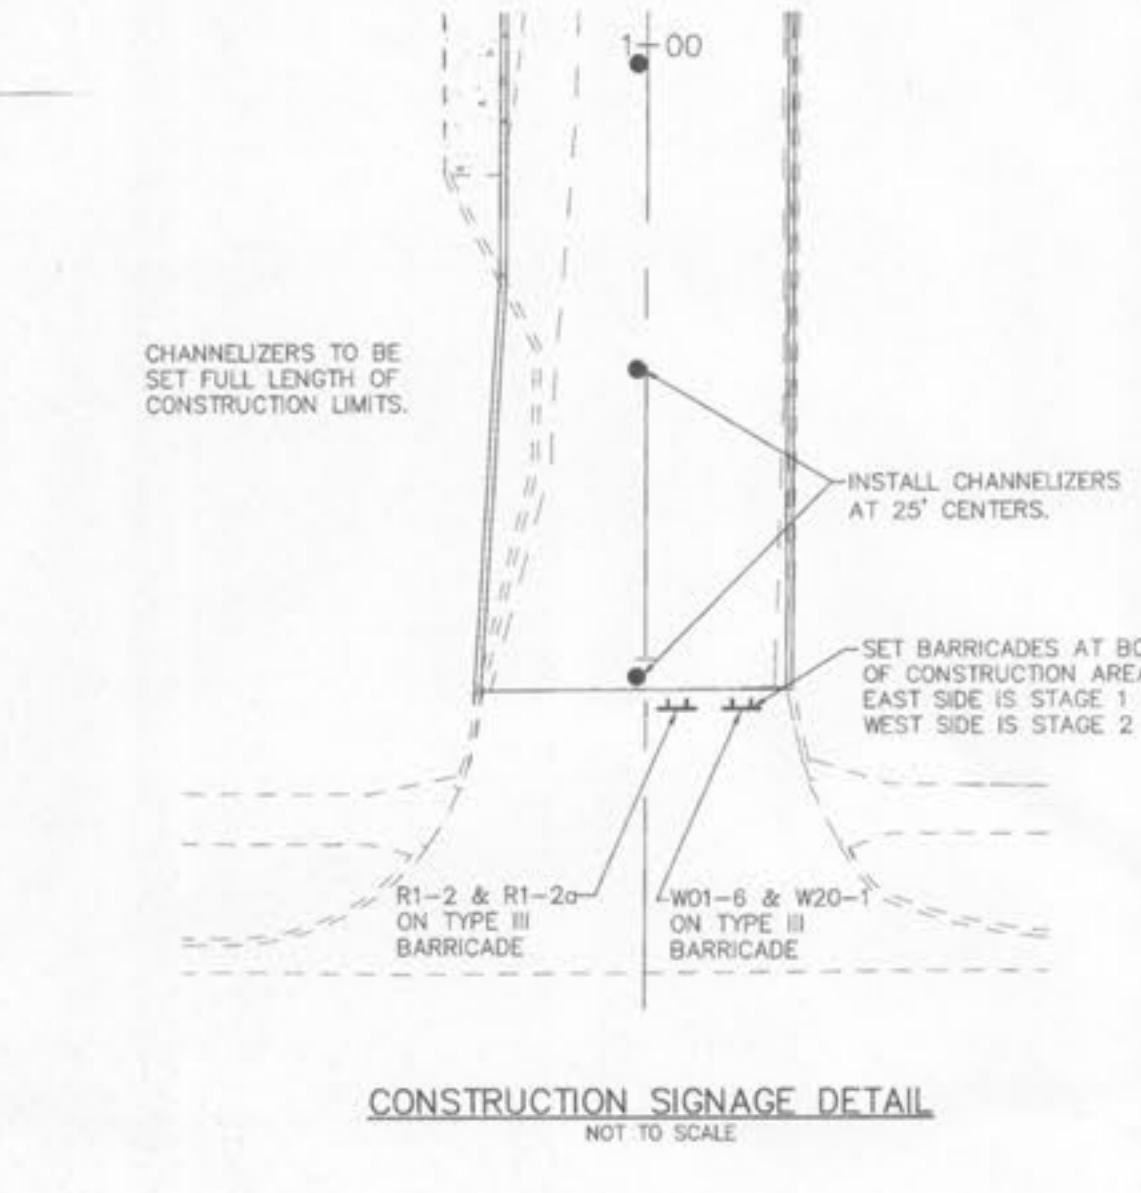 1+00
CHANNELIZERS TO BE
SET FULL LENGTH OF
CONSTRUCTION LIMITS.
INSTALL CHANNELIZERS
AT 25' CENTERS.
SET BARRICADES AT
OF CONSTRUCTION AREA
EAST SIDE IS STAGE 1
WEST SIDE IS STAGE 2
R1-2 & R1-2a
ON TYPE III
BARRICADE
W01-6 & W20-1
ON TYPE III
BARRICADE
CONSTRUCTION SIGNAGE DETAIL
NOT TO SCALE